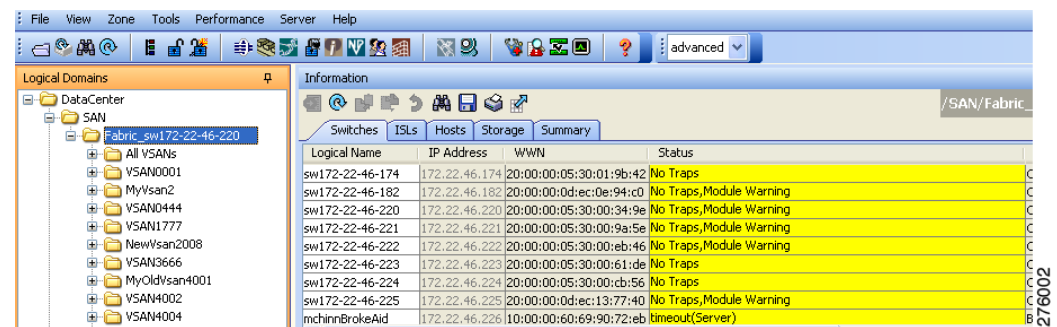 File View Zone Tools Performance Server Help
advanced
Logical Domains
DataCenter
SAN
Fabric_sw172-22-46-220
All VSANs
VSAN0001
MyVsan2
VSAN0444
VSAN1777
NewVsan2008
VSAN3666
MyOldVsan4001
VSAN4002
VSAN4004
Information
/SAN/Fabric_
Switches ISLs Hosts Storage Summary
Logical Name IP Address WWN Status
sw172-22-46-174 172.22.46.174 20:00:00:05:30:01:9b:42 No Traps
sw172-22-46-182 172.22.46.182 20:00:00:0d:ec:0e:94:c0 No Traps,Module Warning
sw172-22-46-220 172.22.46.220 20:00:00:05:30:00:34:9e No Traps,Module Warning
sw172-22-46-221 172.22.46.221 20:00:00:05:30:00:9a:5e No Traps,Module Warning
sw172-22-46-222 172.22.46.222 20:00:00:05:30:00:eb:46 No Traps,Module Warning
sw172-22-46-223 172.22.46.223 20:00:00:05:30:00:61:de No Traps
sw172-22-46-224 172.22.46.224 20:00:00:05:30:00:cb:56 No Traps
sw172-22-46-225 172.22.46.225 20:00:00:0d:ec:13:77:40 No Traps,Module Warning
mchinnBrokeAid 172.22.46.226 10:00:00:60:69:90:72:eb timeout(Server)
276002